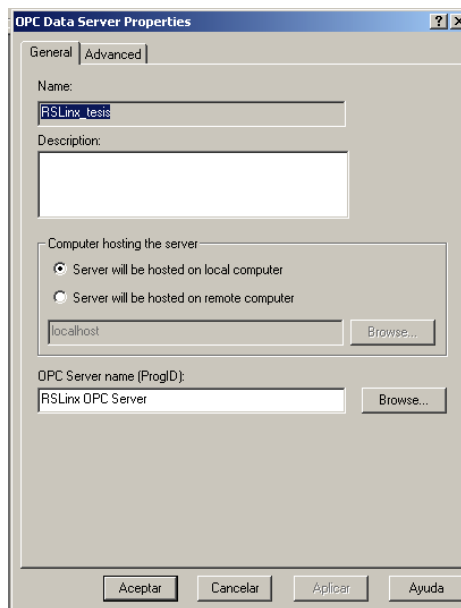 OPC Data Server Properties
General Advanced
Name:
RSLinx_tesis
Description:
Computer hosting the server
Server will be hosted on local computer
Server will be hosted on remote computer
localhost Browse...
OPC Server name (ProgID):
RSLinx OPC Server Browse...
Aceptar Cancelar Aplicar Ayuda